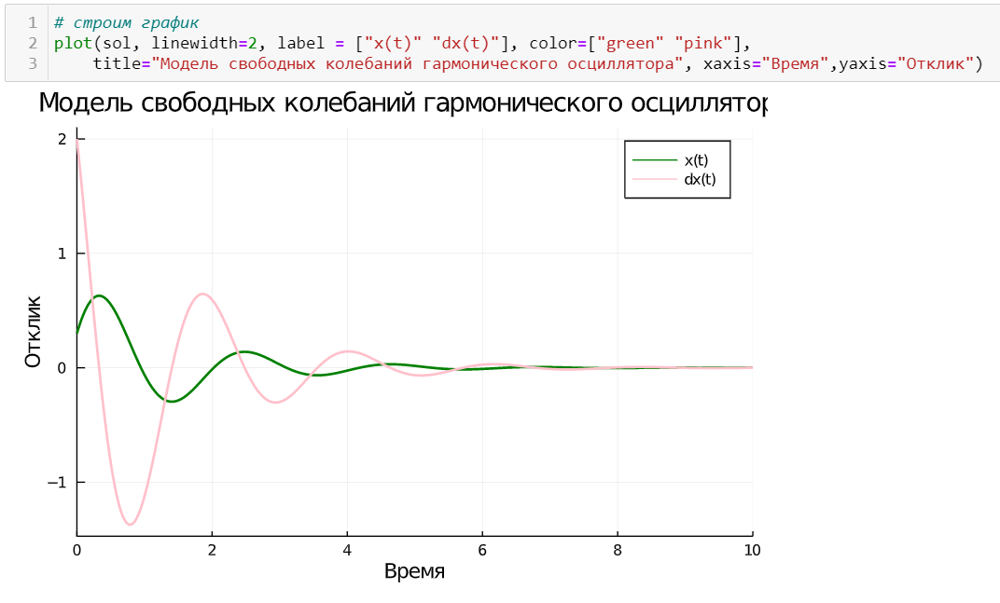 1 # строим график
2 plot(sol, linewidth=2, label = ["x(t)" "dx(t)"], color=["green" "pink"],
3 title="Модель свободных колебаний гармонического осциллятора", xaxis="Время",yaxis="Отклик")
Модель свободных колебаний гармонического осциллятор
2
1
0
−1
Отклик
x(t)
dx(t)
0 2 4 6 8 10
Время